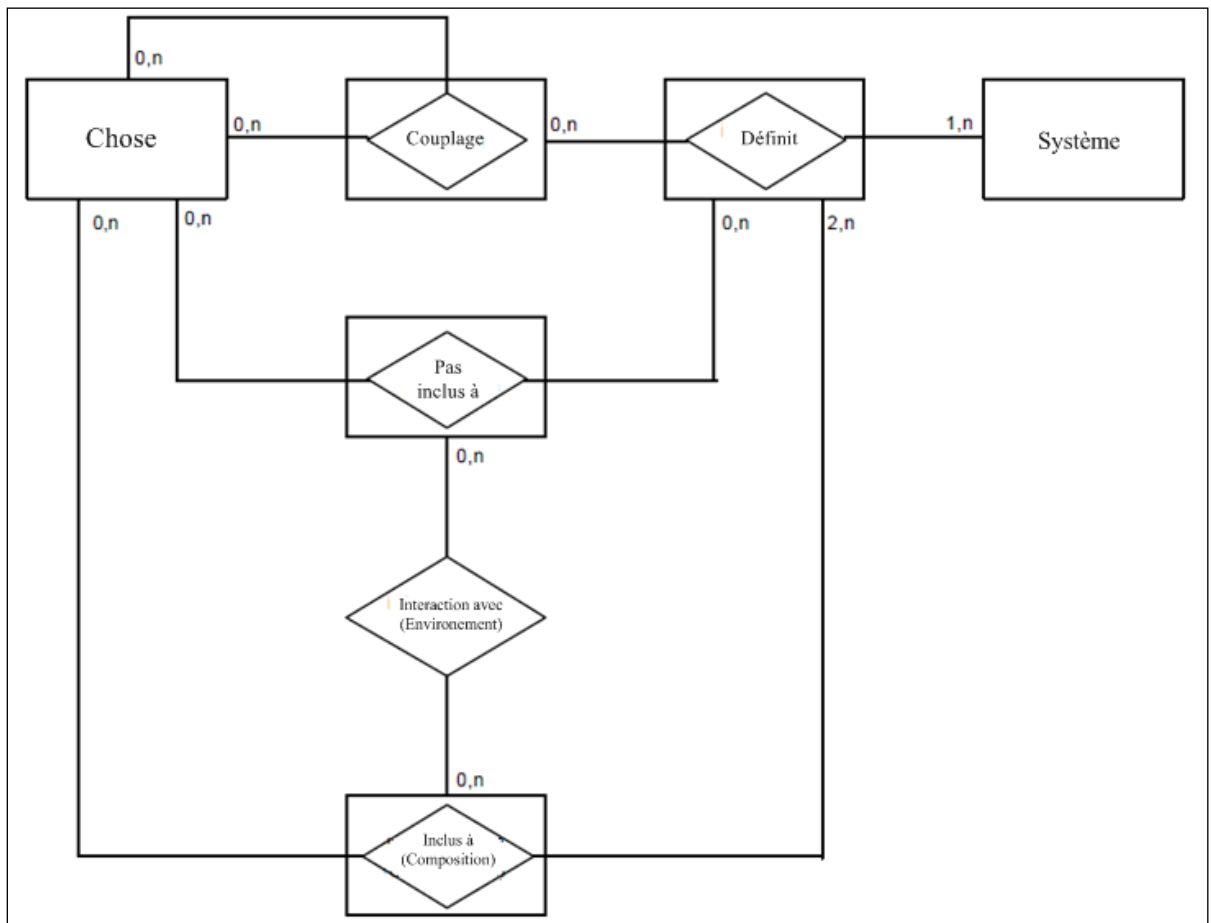 0,n
Chose
0,n
Couplage
0,n
Définit
1,n
Système
0,n
0,n
0,n
2,n
Pas
inclus à
0,n
Interaction avec
(Environement)
0,n
Inclus à
(Composition)